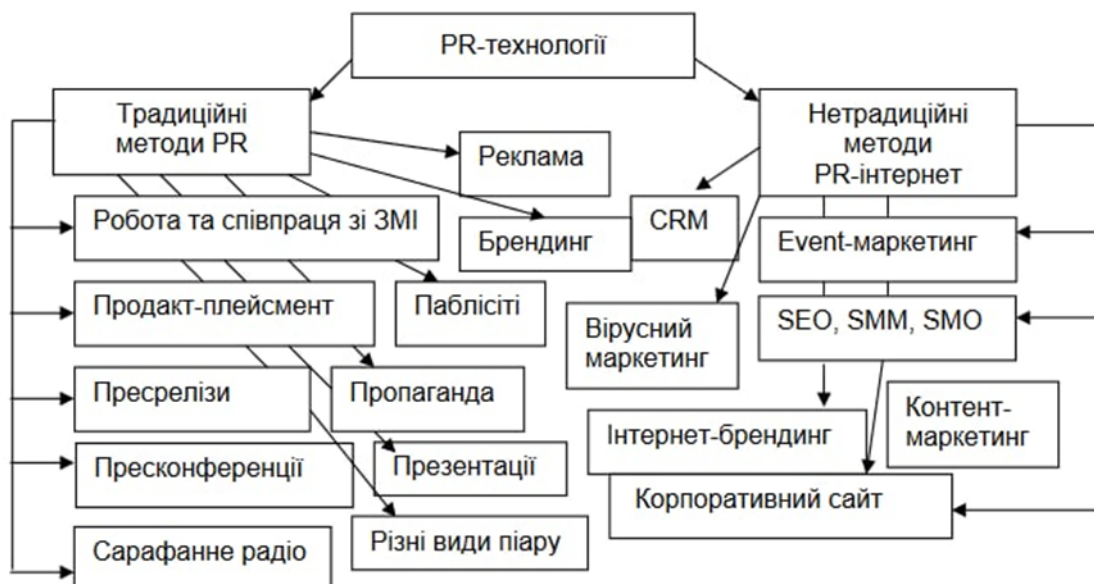 PR-технології
Традиційні
методи PR
Нетрадиційні
методи
PR-інтернет
Реклама
Робота та співпраця зі ЗМІ
Брендинг
CRM
Event-маркетинг
Продакт-плейсмент
Паблісіті
Вірусний
маркетинг
SEO, SMM, SMO
Пресрелізи
Пропаганда
Інтернет-брендинг
Контент-
маркетинг
Пресконференції
Презентації
Корпоративний сайт
Сарафанне радіо
Різні види піару